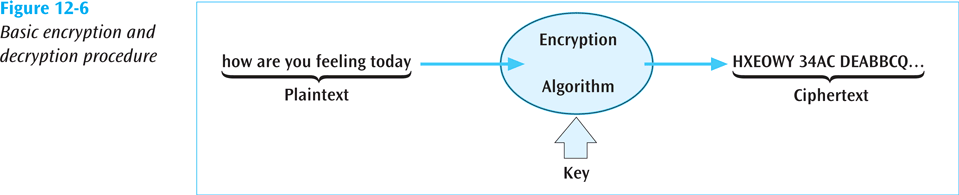 Figure 12-6
Basic encryption and
decryption procedure
how are you feeling today
Plaintext
Encryption
Algorithm
Key
HXEOWY 34AC DEABBCQ...
Ciphertext